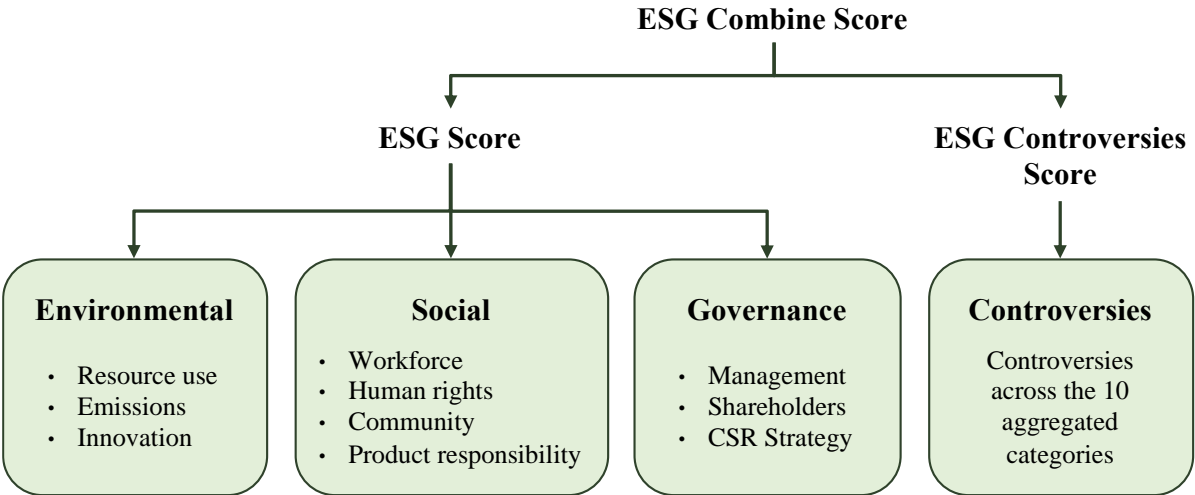 ESG Combine Score
ESG Score
ESG Controversies
Score
Environmental
• Resource use
• Emissions
• Innovation
Social
• Workforce
• Human rights
• Community
• Product responsibility
Governance
• Management
• Shareholders
• CSR Strategy
Controversies
Controversies
across the 10
aggregated
categories